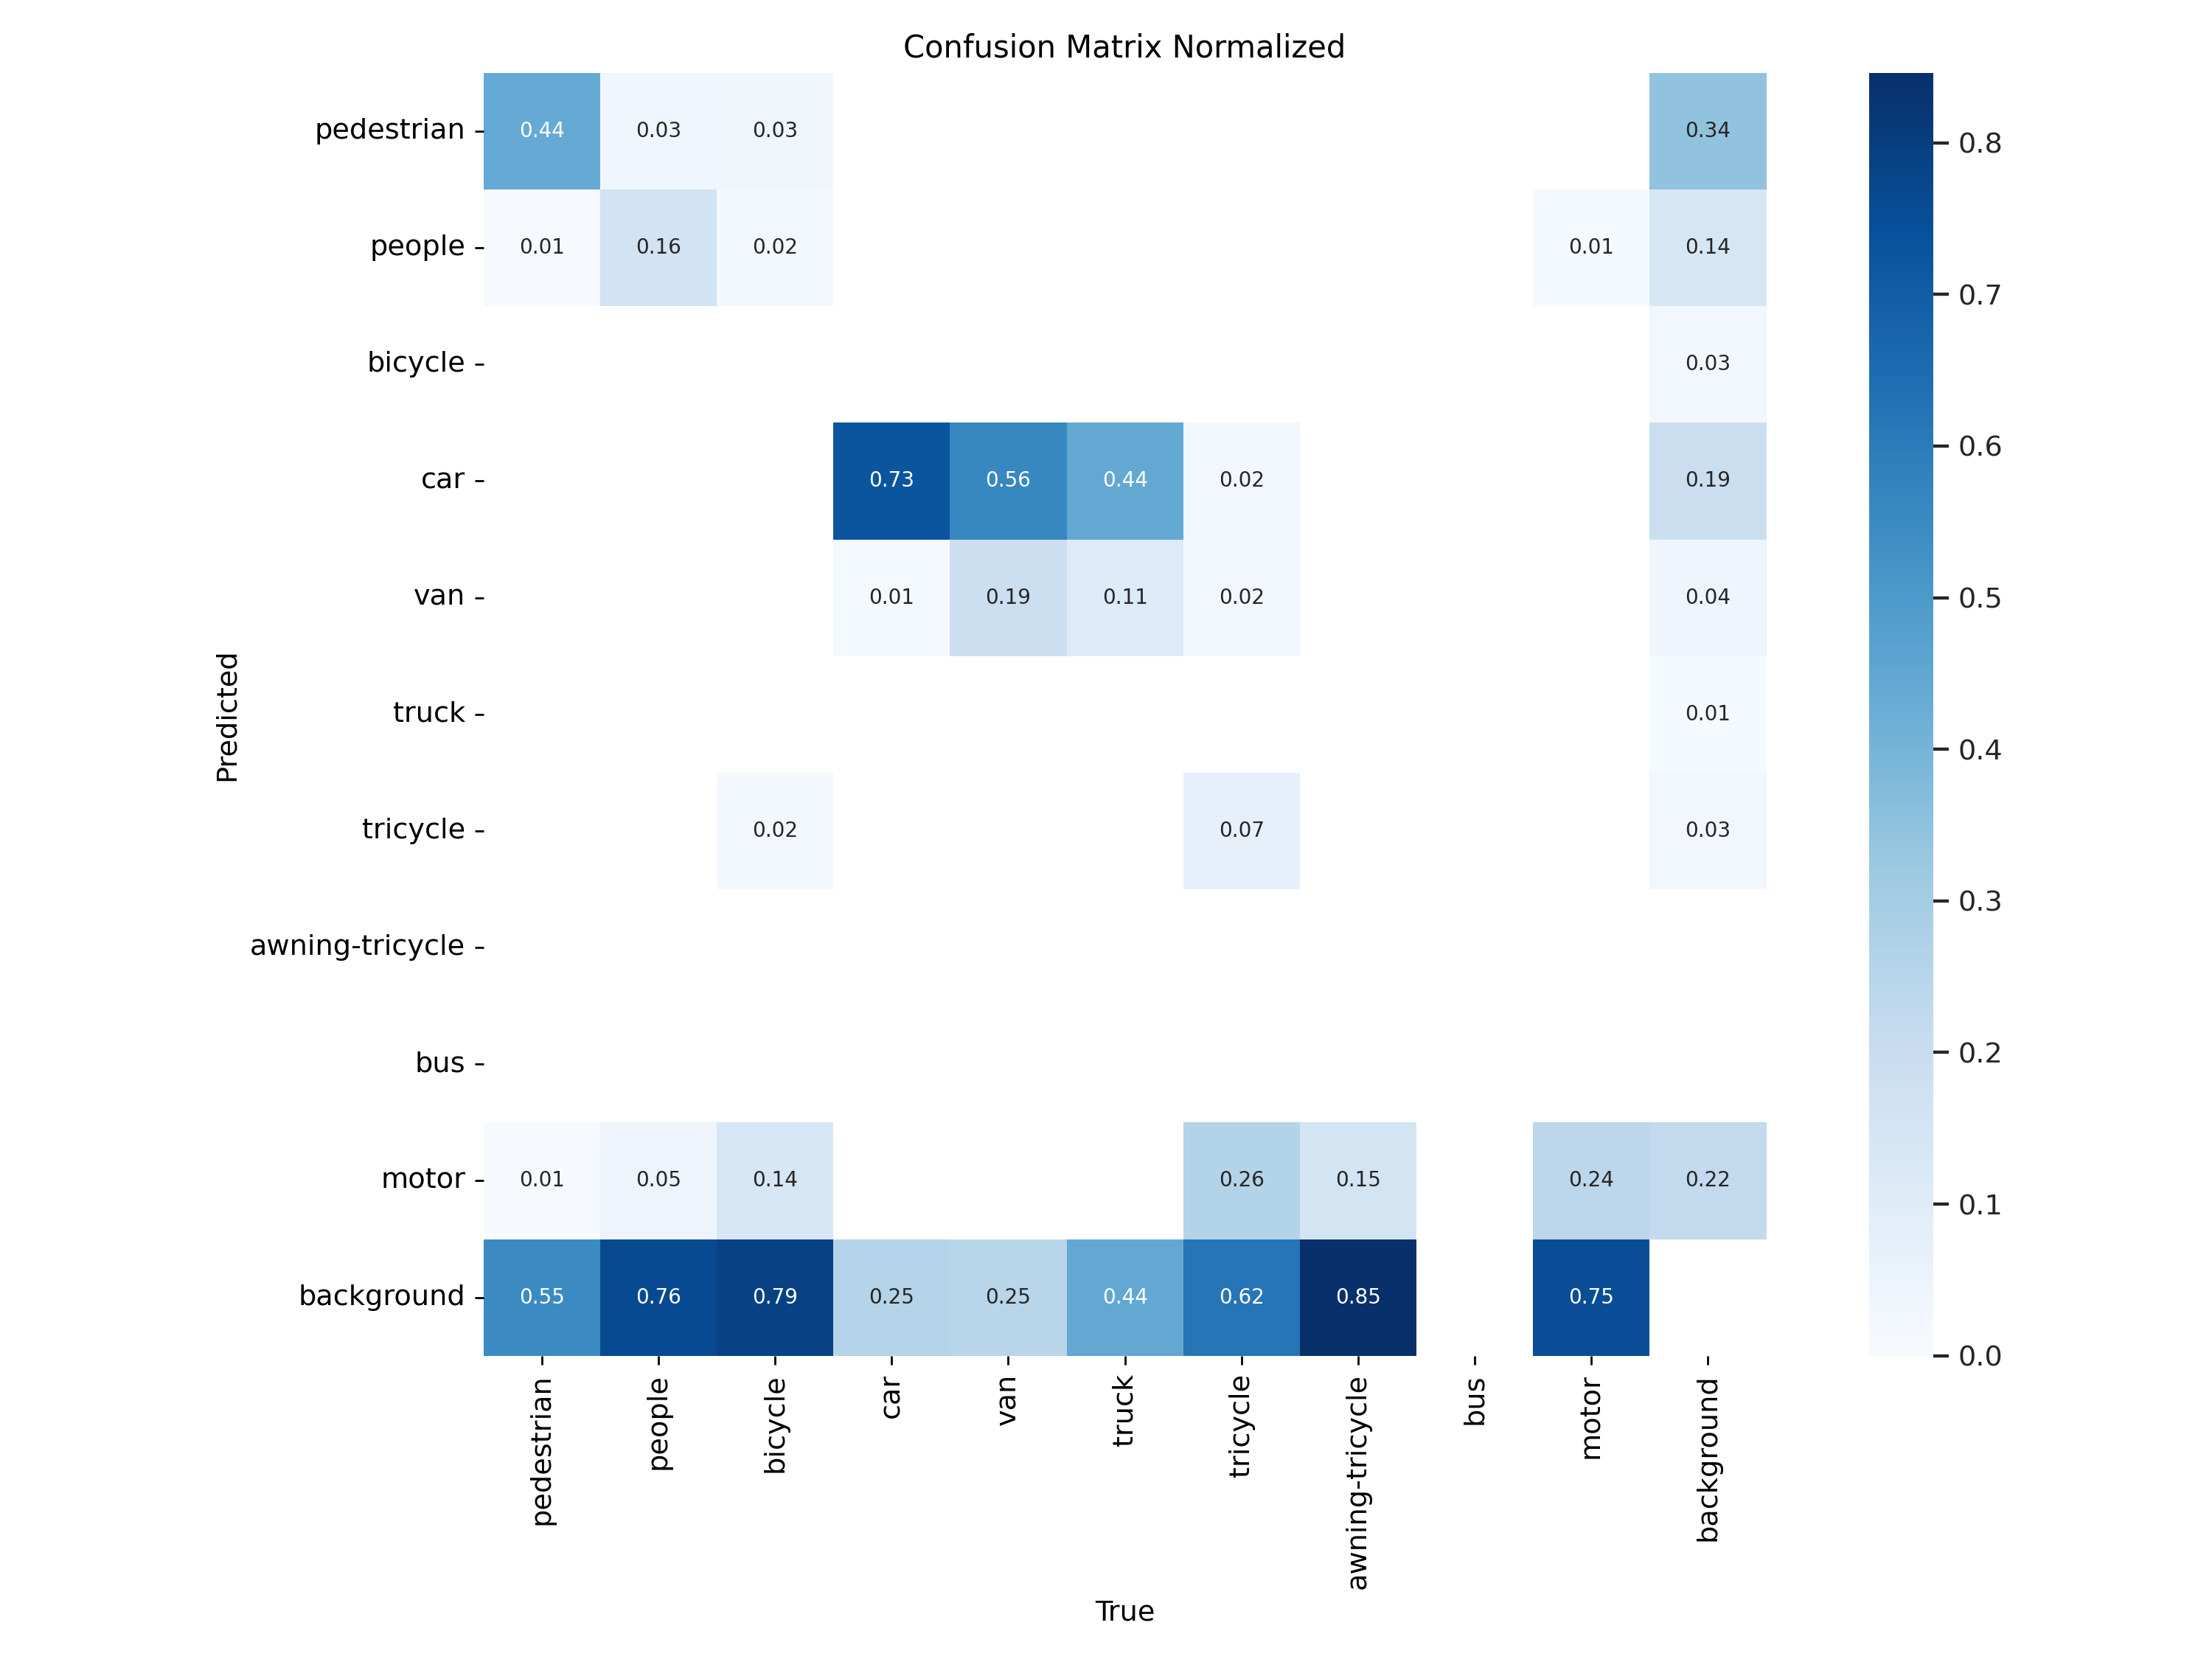 Confusion Matrix Normalized
pedestrian 0.44 0.03 0.03 0.34
people 0.01 0.16 0.02 0.01 0.14
bicycle 0.03
car 0.73 0.56 0.44 0.02 0.19
van 0.01 0.19 0.11 0.02 0.04
truck 0.01
tricycle 0.02 0.07 0.03
awning-tricycle
bus
motor 0.01 0.05 0.14 0.26 0.15 0.24 0.22
background 0.55 0.76 0.79 0.25 0.25 0.44 0.62 0.85 0.75
Predicted
pedestrian people bicycle car van truck tricycle awning-tricycle bus motor background
True
0.8
0.7
0.6
0.5
0.4
0.3
0.2
0.1
0.0